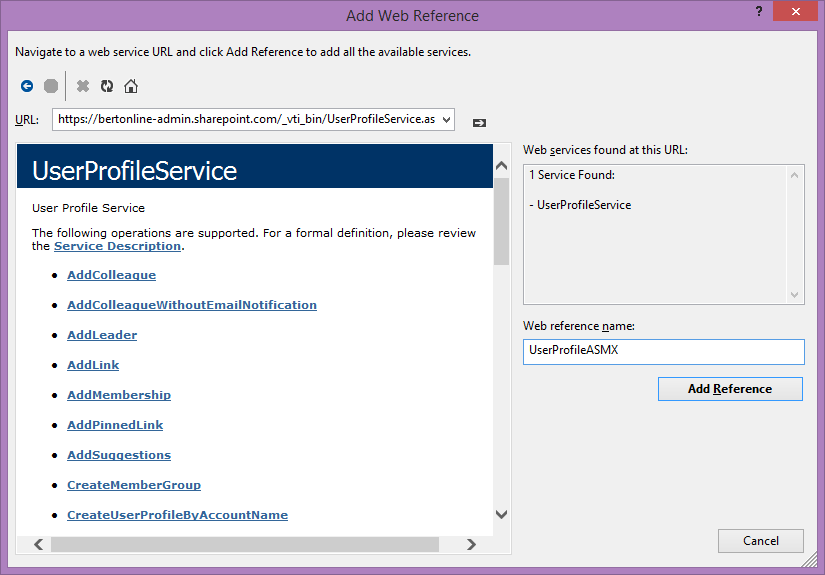 Add Web Reference
?
Navigate to a web service URL and click Add Reference to add all the available services.
URL:
https://bertonline-admin.sharepoint.com/_vti_bin/UserProfileService.as
UserProfileService
User Profile Service
The following operations are supported. For a formal definition, please review
the Service Description.
AddColleague
AddColleagueWithoutEmailNotification
AddLeader
AddLink
AddMembership
AddPinnedLink
AddSuggestions
CreateMemberGroup
CreateUserProfileByAccountName
Web services found at this URL:
1 Service Found:
- UserProfileService
Web reference name:
UserProfileASMX
Add Reference
Cancel